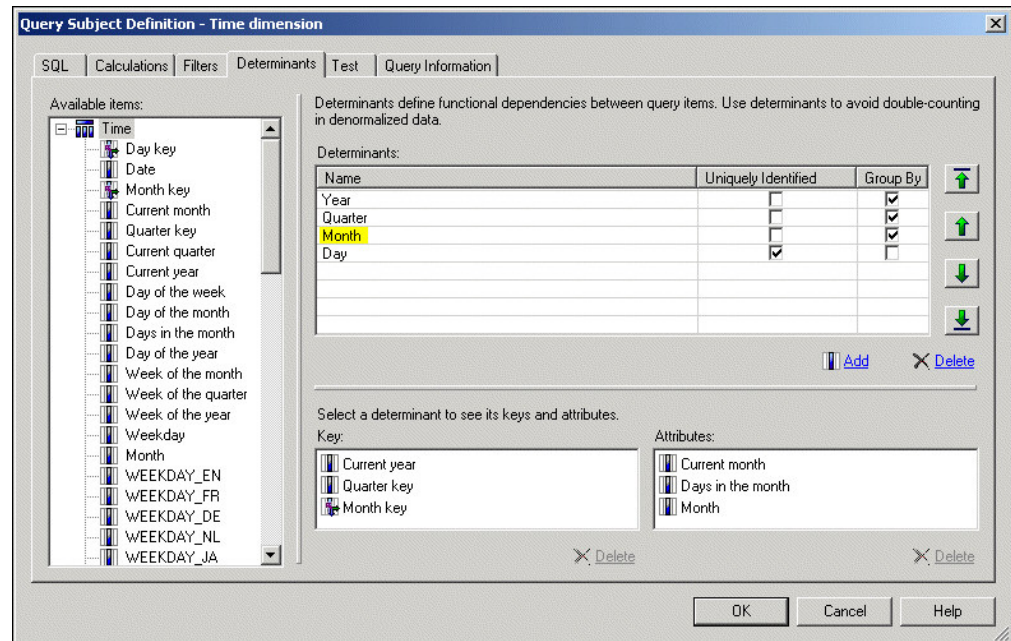 Query Subject Definition - Time dimension
SQL Calculations Filters Determinants Test Query Information
Available items:
Time
Day key
Date
Month key
Current month
Quarter key
Current quarter
Current year
Day of the week
Day of the month
Days in the month
Day of the year
Week of the month
Week of the quarter
Week of the year
Weekday
Month
WEEKDAY_EN
WEEKDAY_FR
WEEKDAY_DE
WEEKDAY_NL
WEEKDAY_JA
Determinants define functional dependencies between query items. Use determinants to avoid double-counting
in denormalized data.
Determinants:
Name Uniquely Identified Group By
Year
Quarter
Month
Day
Add Delete
Select a determinant to see its keys and attributes.
Key:
Current year
Quarter key
Month key
Delete
Attributes:
Current month
Days in the month
Month
Delete
OK Cancel Help